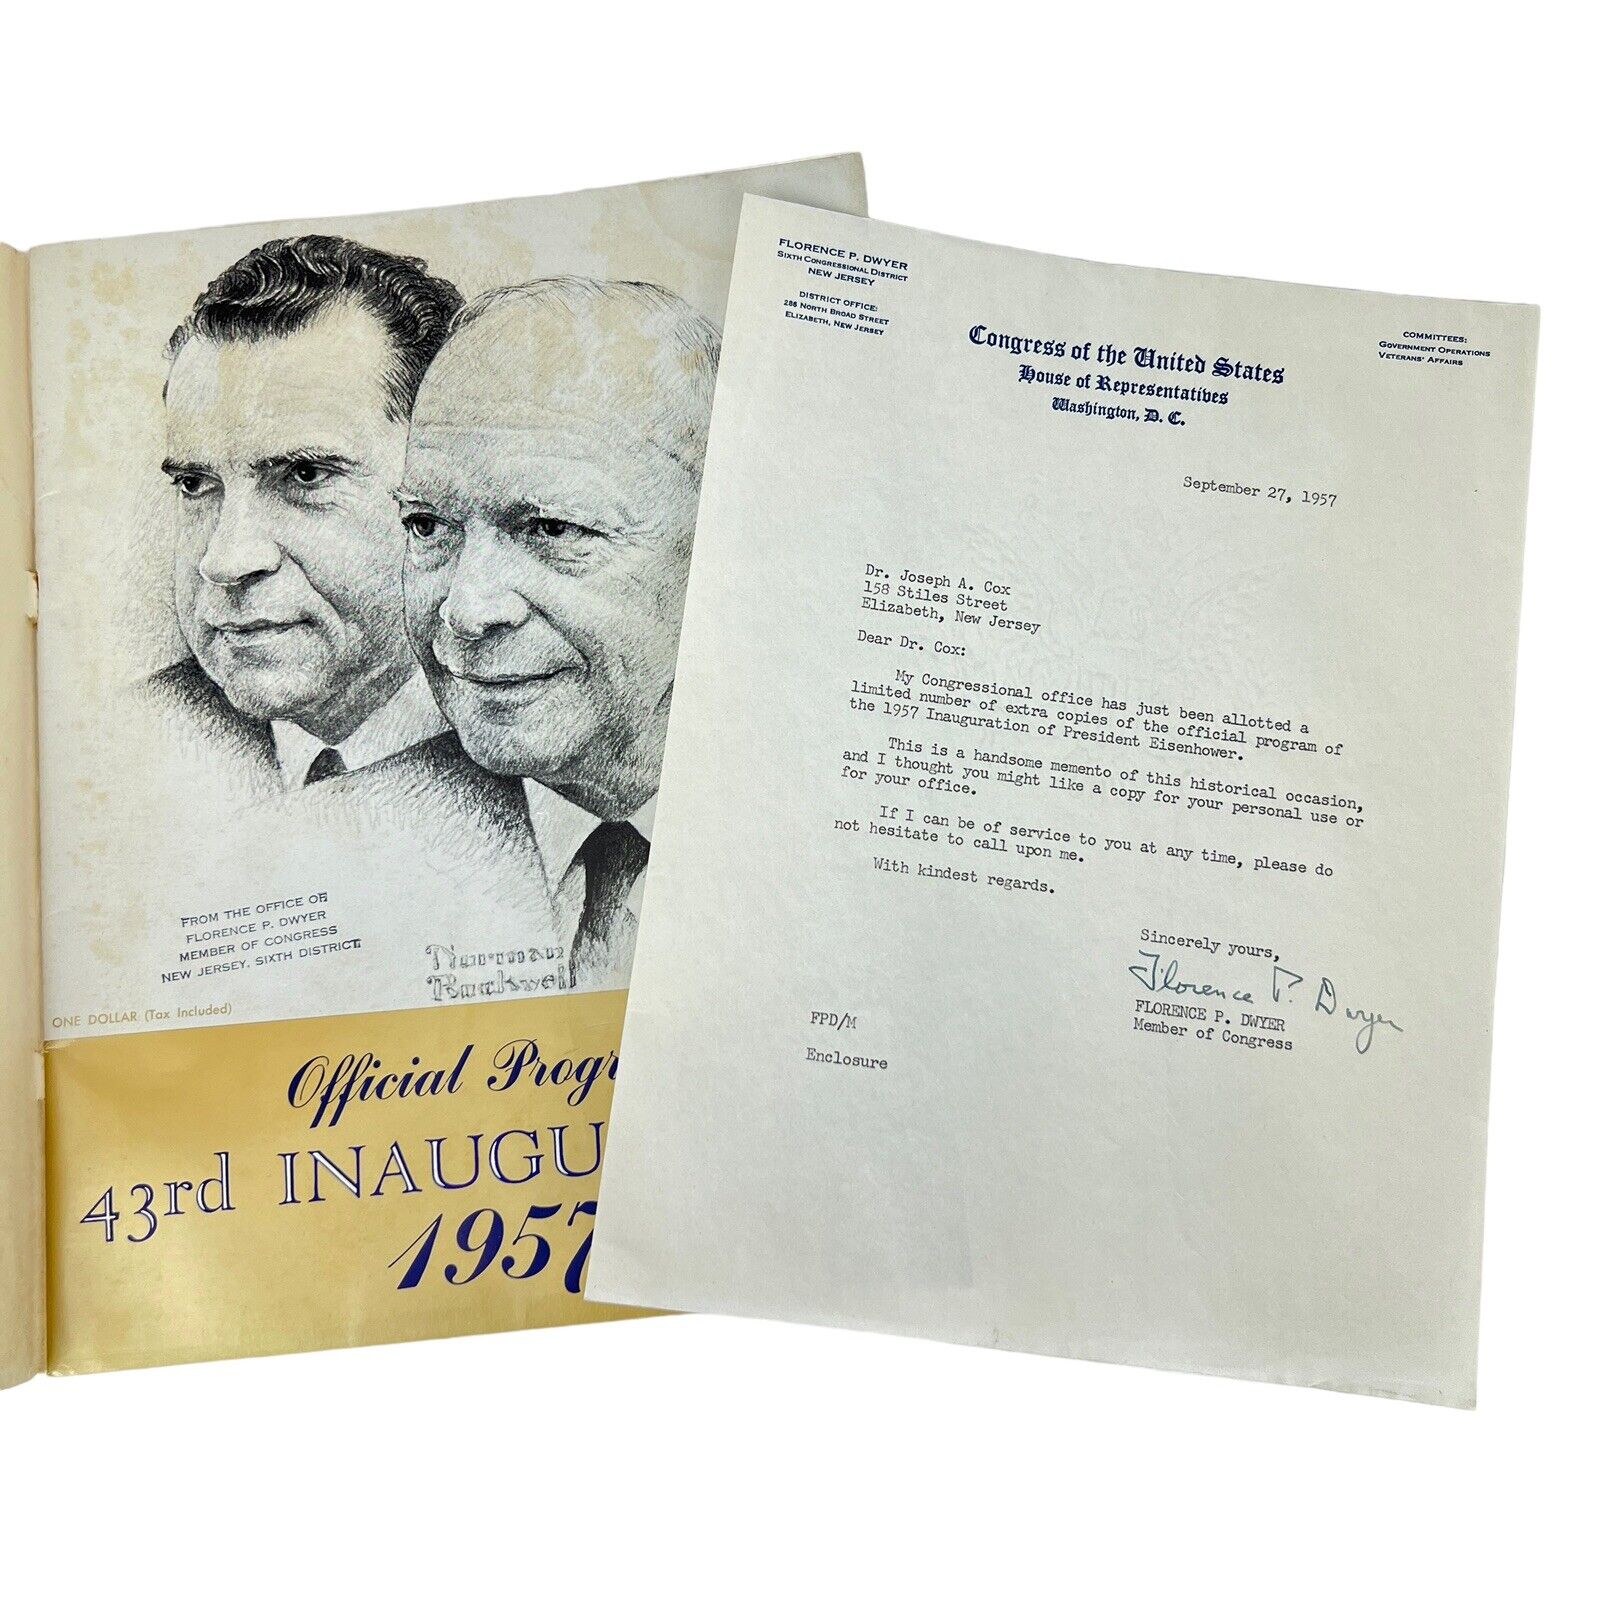 FROM THE OFFICE OF
FLORENCE P. DWYER
MEMBER OF CONGRESS
NEW JERSEY, SIXTH DISTRICT
Norman
Rockwell
ONE DOLLAR (Tax Included)
Official Progr
43rd INAUGU
1957
FLORENCE P. DWYER
SIXTH CONGRESSIONAL DISTRICT
NEW JERSEY
DISTRICT OFFICE:
286 NORTH BROAD STREET
ELIZABETH, NEW JERSEY
Congress of the United States
House of Representatives
Washington, D. C.
COMMITTEES:
GOVERNMENT OPERATIONS
VETERANS' AFFAIRS
September 27, 1957
Dr. Joseph A. Cox
158 Stiles Street
Elizabeth, New Jersey
Dear Dr. Cox:
My Congressional office has just been allotted a
limited number of extra copies of the official program of
the 1957 Inauguration of President Eisenhower.
This is a handsome memento of this historical occasion,
and I thought you might like a copy for your personal use or
for your office.
If I can be of service to you at any time, please do
not hesitate to call upon me.
With kindest regards.
Sincerely yours,
Florence P. Dwyer
FLORENCE P. DWYER
Member of Congress
FPD/M
Enclosure